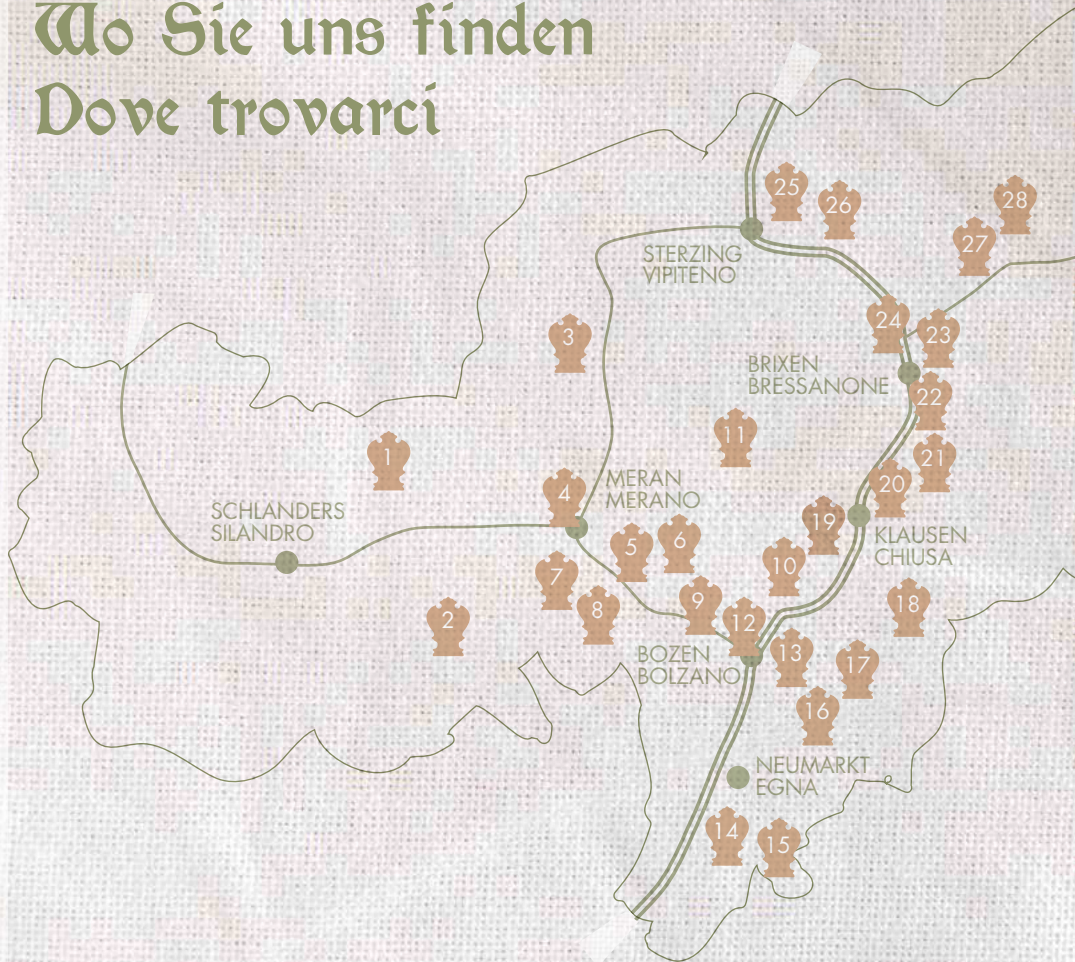 Wo Sie uns finden
Dove trovarci
25
26
28
27
STERZING
VIPITENO
24
23
3
BRIXEN
BRESSANONE
22
11
1
21
4
MERAN
MERANO
20
SCHLANDERS
SILANDRO
19
KLAUSEN
CHIUSA
5
6
10
7
8
9
18
2
12
13
BOZEN
BOLZANO
17
16
NEUMARKT
EGNA
14
15